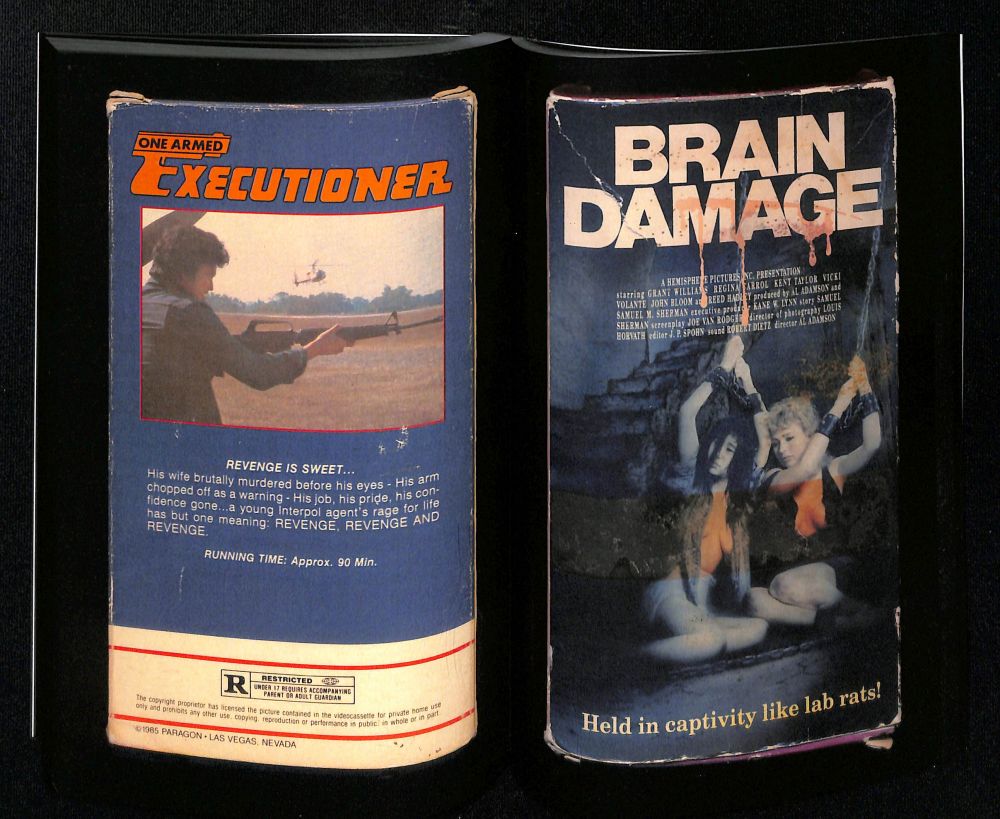 ONE ARMED
EXECUTIONER
REVENGE IS SWEET...
His wife brutally murdered before his eyes - His arm
chopped off as a warning - His job, his pride, his con-
fidence gone...a young Interpol agent's rage for life
has but one meaning: REVENGE, REVENGE AND
REVENGE.
RUNNING TIME: Approx. 90 Min.
R
RESTRICTED
UNDER 17 REQUIRES ACCOMPANYING
PARENT OR ADULT GUARDIAN
The copyright proprietor has licensed the picture contained in the videocassette for private home use
only and prohibits any other use, copying, reproduction or performance in public, in whole or in part.
©1985 PARAGON • LAS VEGAS, NEVADA
BRAIN
DAMAGE
A HEMISPHERE PICTURES INC. PRESENTATION
starring GRANT WILLIAMS REGINA CARROL KENT TAYLOR VICKI
VOLANTE JOHN BLOOM and REED HADLEY produced by AL ADAMSON and
SAMUEL M. SHERMAN executive producer KANE W. LYNN story SAMUEL
SHERMAN screenplay JOE VAN RODGERS director of photography LOUIS
HORVATH editor J. P. SPOHN sound ROBERT DIETZ director AL ADAMSON
Held in captivity like lab rats!